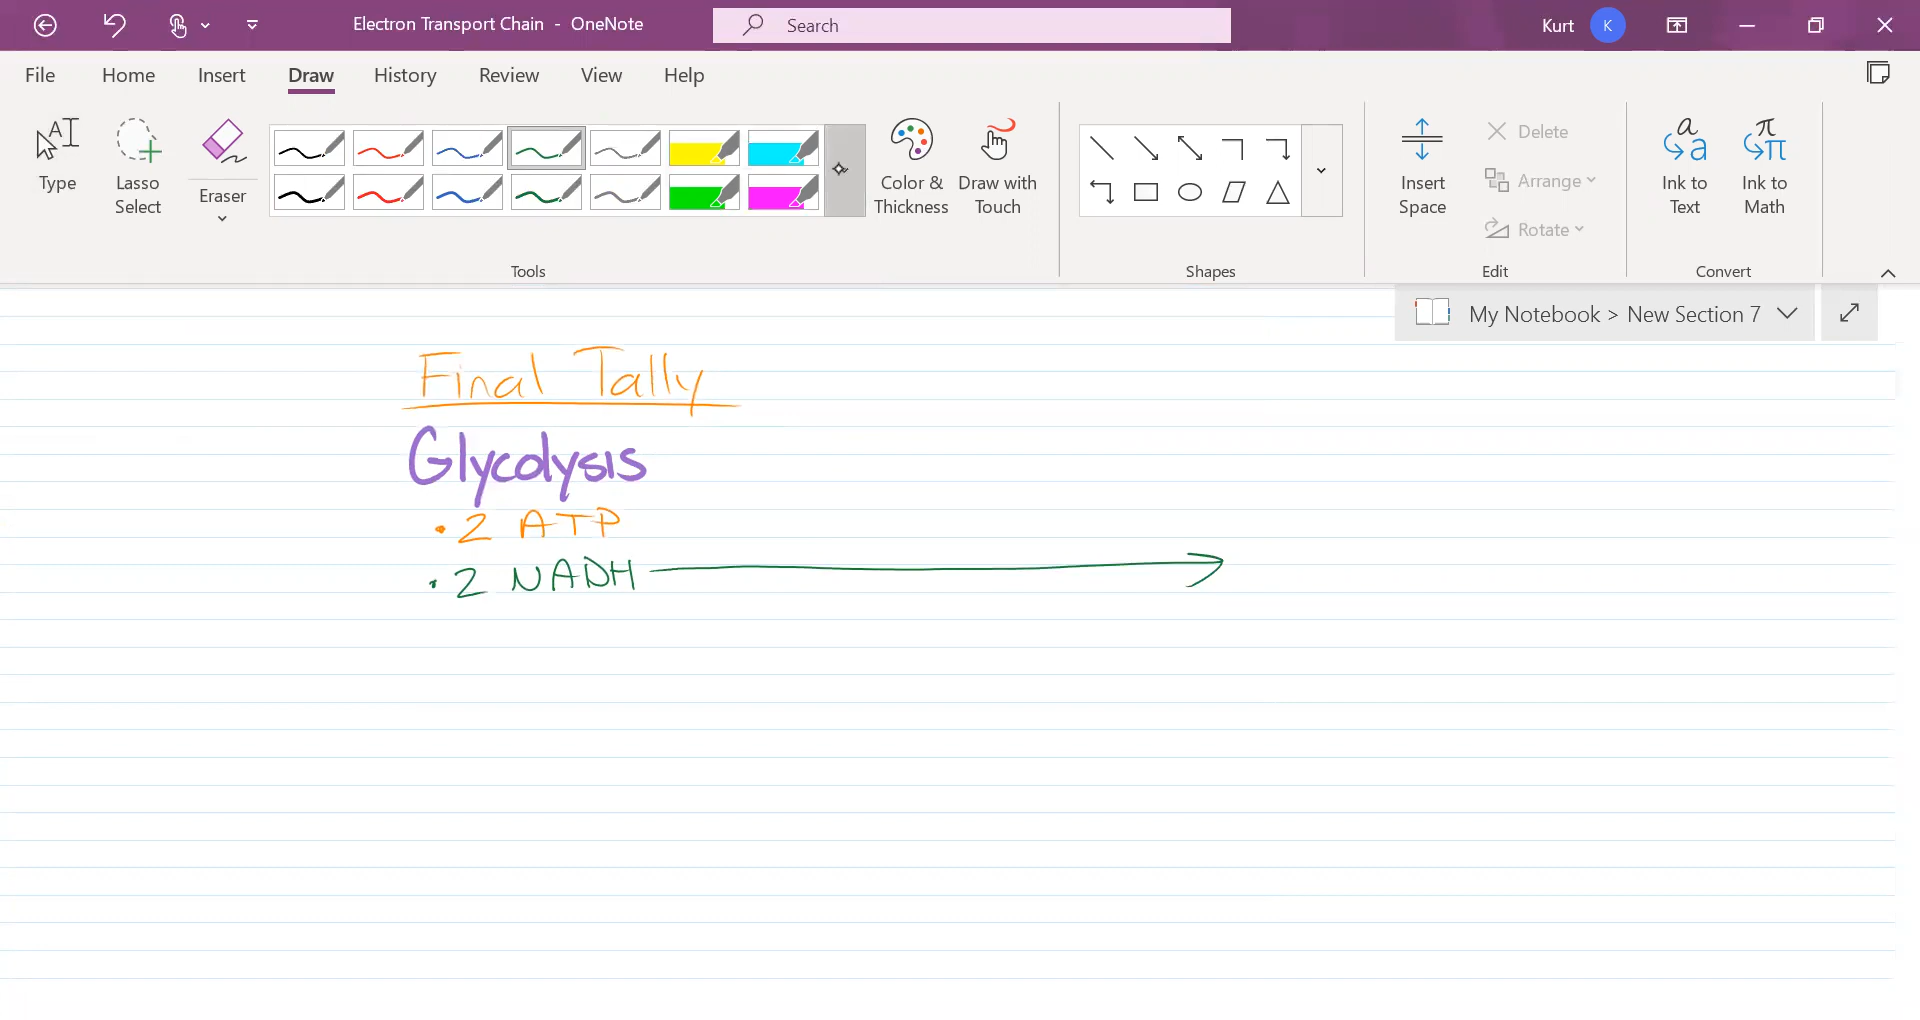 Electron Transport Chain - OneNote
Search
Kurt K
File Home Insert Draw History Review View Help
Type
Lasso Select
Eraser
Color & Thickness
Draw with Touch
Insert Space
Delete
Arrange
Rotate
Ink to Text
Ink to Math
Tools Shapes Edit Convert
My Notebook > New Section 7
Final Tally
Glycolysis
• 2 ATP
• 2 NADH